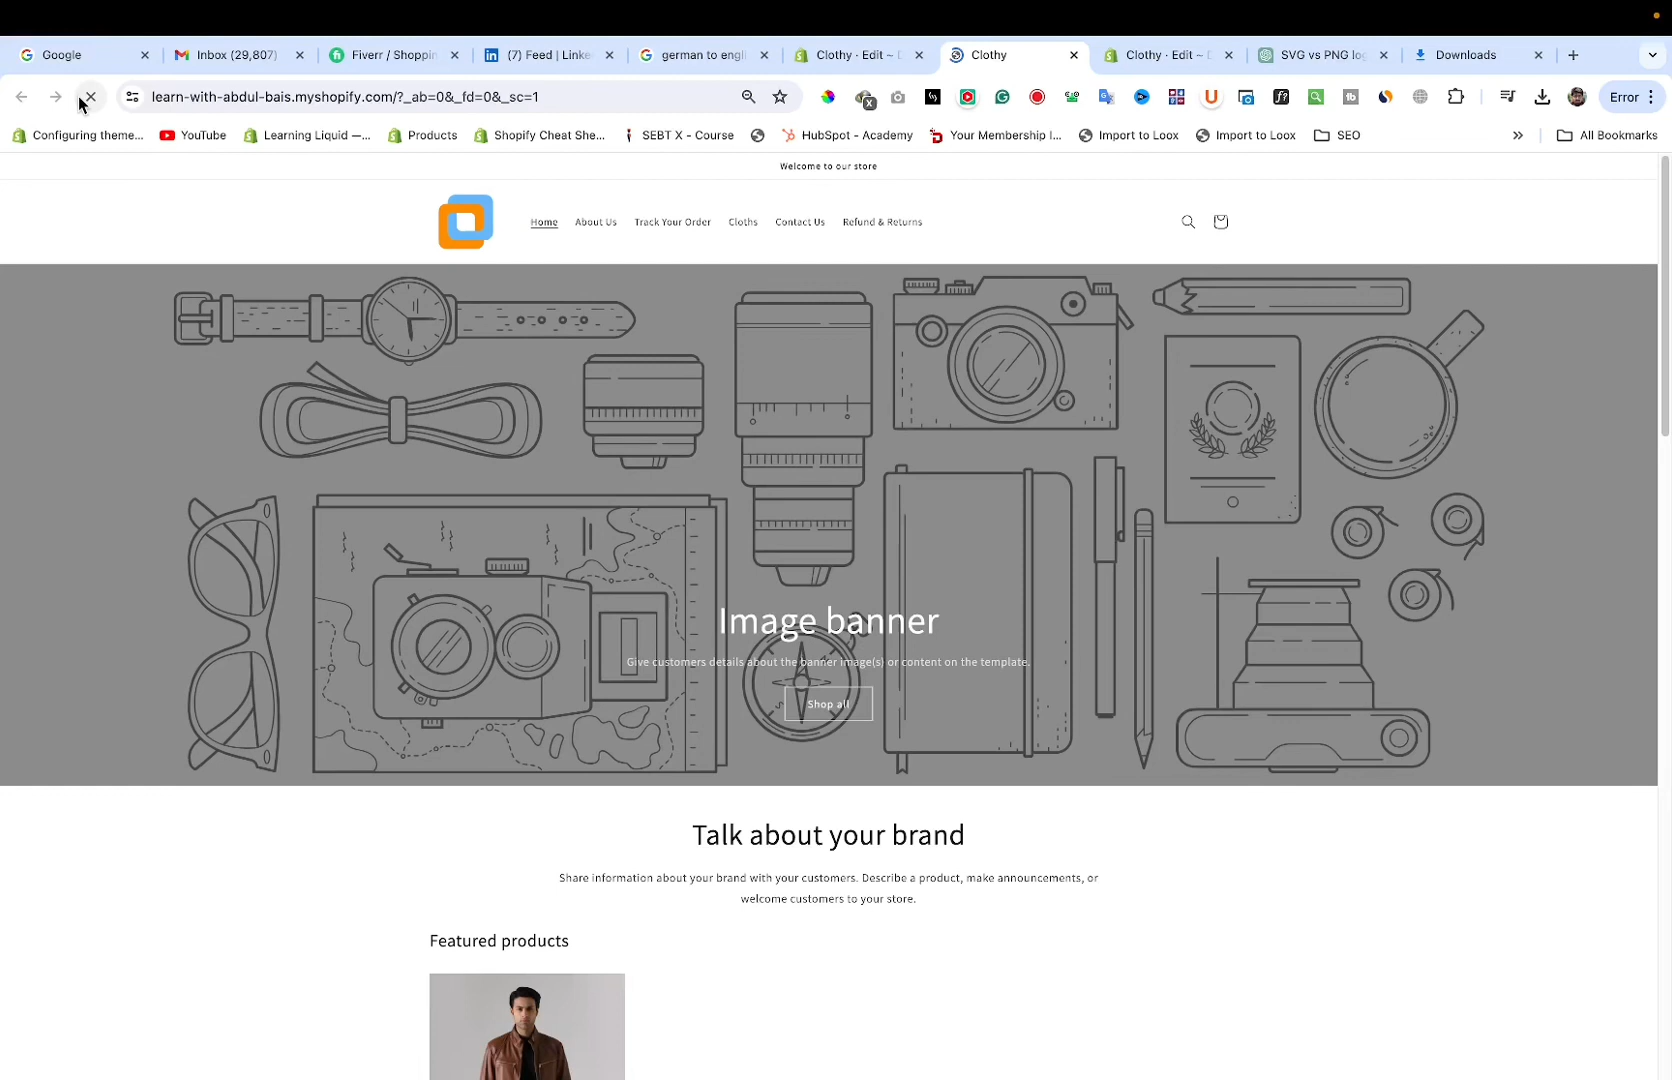 Google
Inbox (29,807)
Fiverr / Shoppin
(7) Feed | Linke
german to engl
Clothy · Edit ~ D
Clothy
Clothy · Edit ~ D
SVG vs PNG log
Downloads
learn-with-abdul-bais.myshopify.com/?_ab=0&_fd=0&_sc=1
Error
Configuring theme...
YouTube
Learning Liquid —...
Products
Shopify Cheat She...
SEBT X - Course
HubSpot - Academy
Your Membership I...
Import to Loox
Import to Loox
SEO
All Bookmarks
Welcome to our store
Home
About Us
Track Your Order
Cloths
Contact Us
Refund & Returns
Image banner
Give customers details about the banner image(s) or content on the template.
Shop all
Talk about your brand
Share information about your brand with your customers. Describe a product, make announcements, or
welcome customers to your store.
Featured products